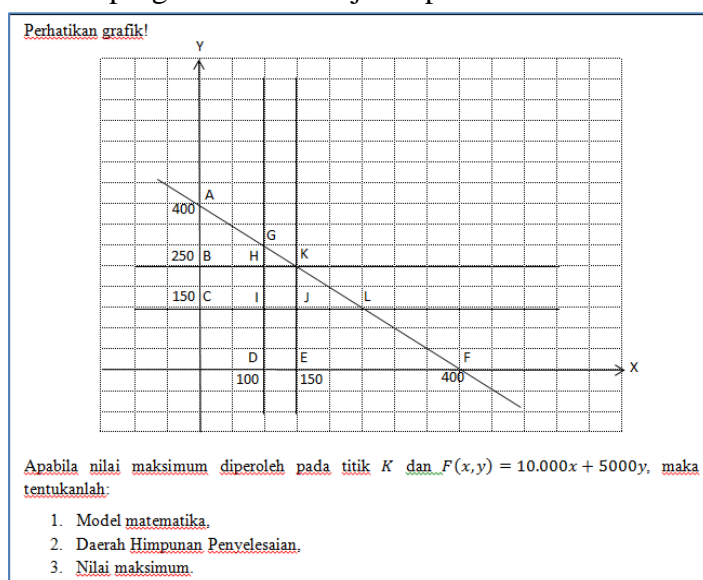 Perhatikan grafik!
Y
A
400
G
250 B H K
150 C I J L
D E F
X
100 150 400
Apabila nilai maksimum diperoleh pada titik K dan F(x, y) = 10.000x + 5000y, maka
tentukanlah:
1. Model matematika.
2. Daerah Himpunan Penyelesaian.
3. Nilai maksimum.